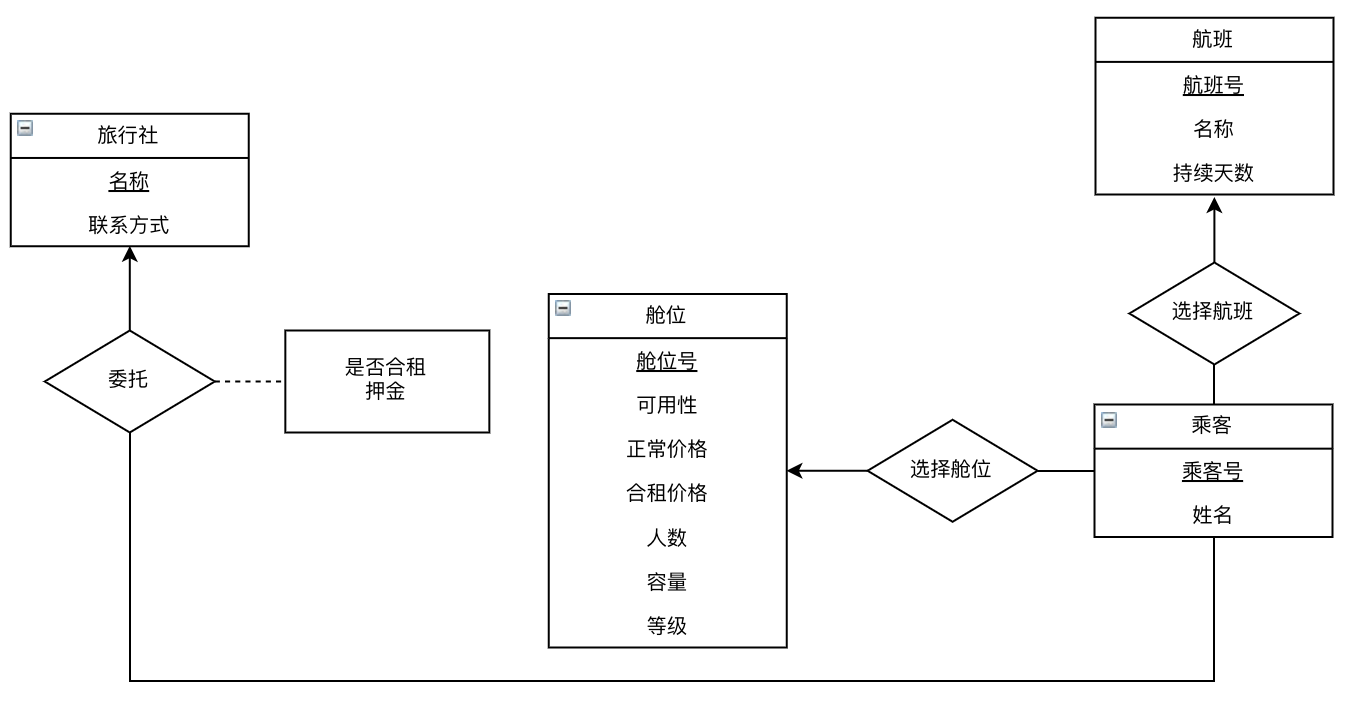 航班
航班号
名称
持续天数
旅行社
名称
联系方式
选择航班
舱位
舱位号
可用性
正常价格
合租价格
人数
容量
等级
委托
是否合租
押金
选择舱位
乘客
乘客号
姓名